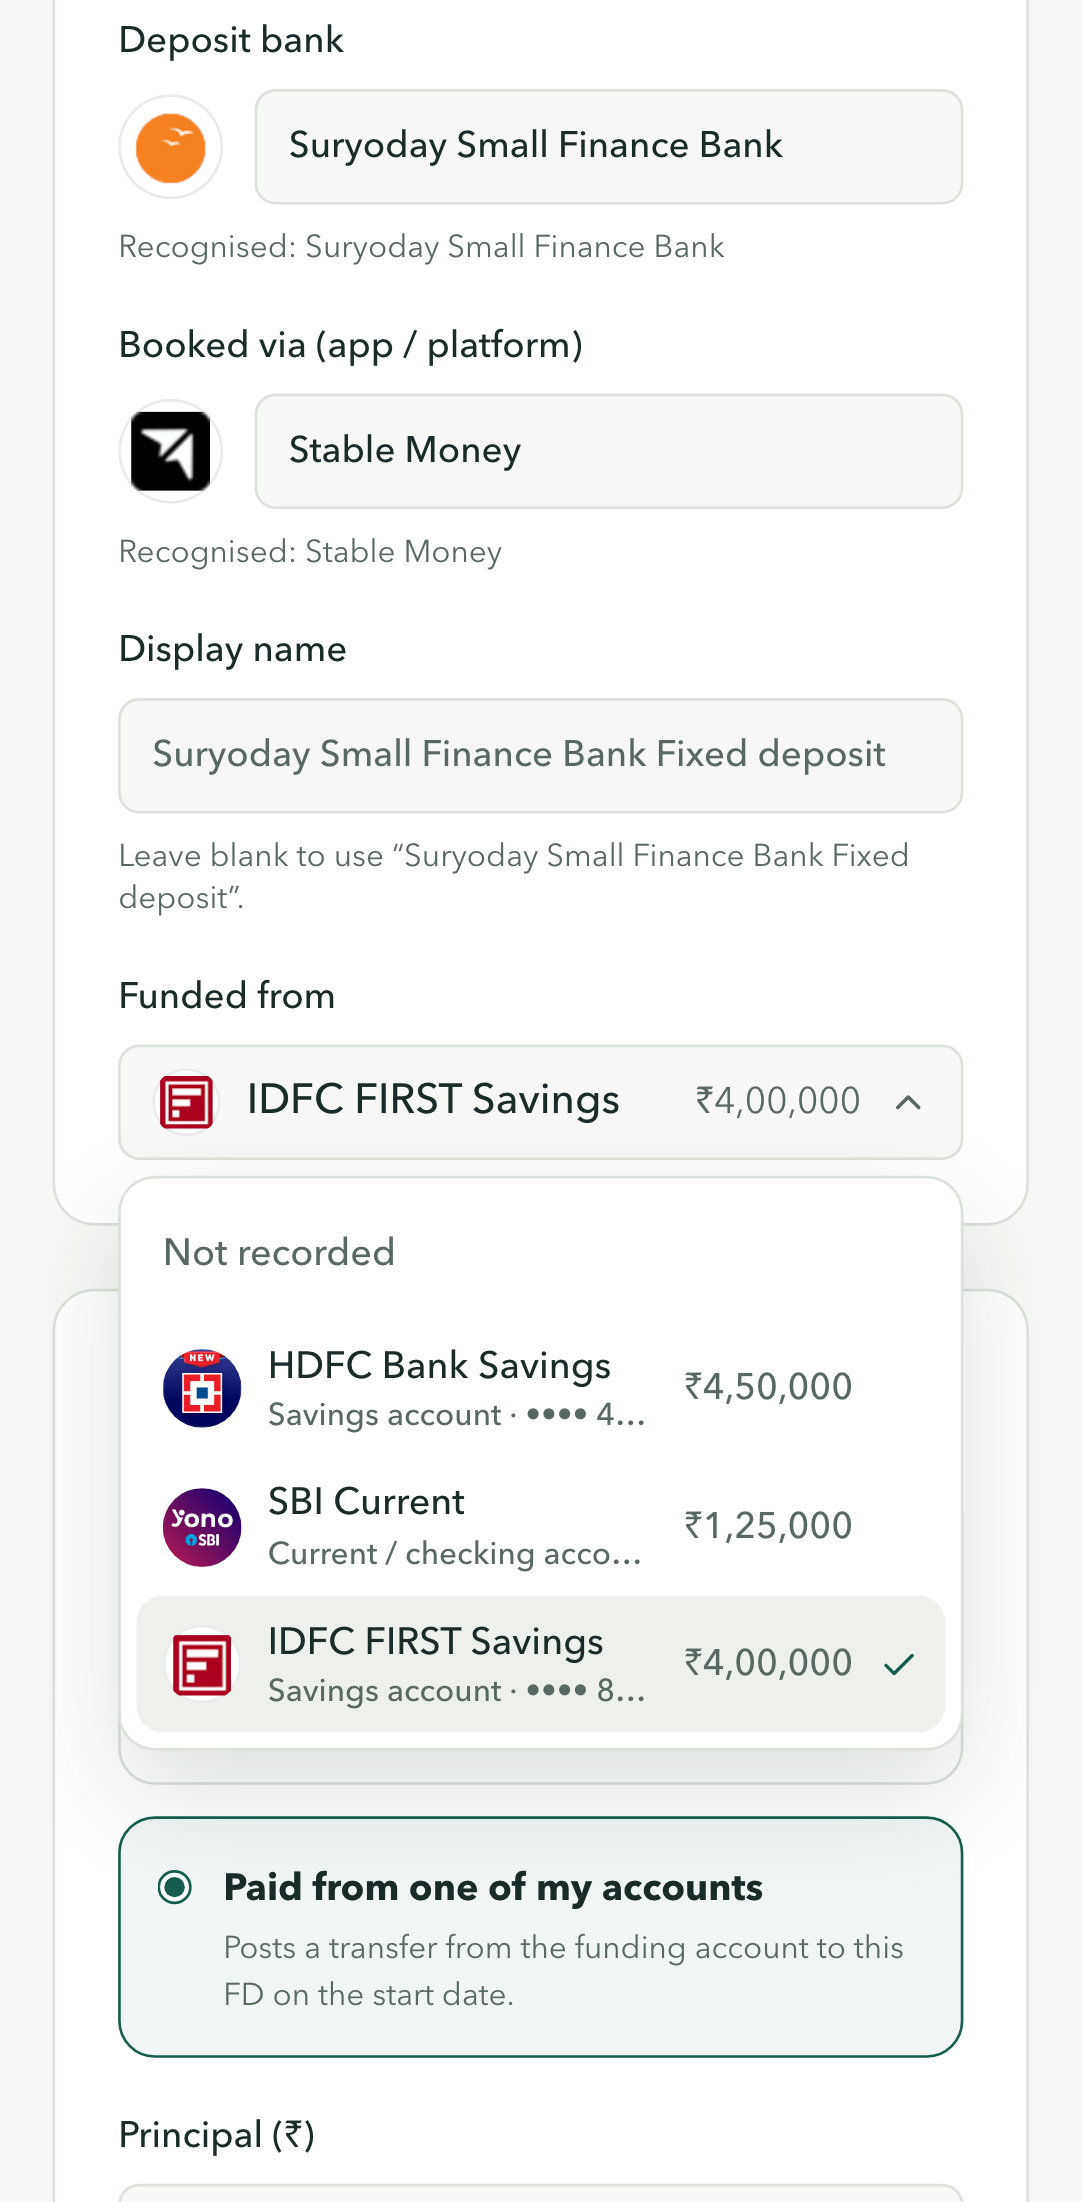 Deposit bank
Suryoday Small Finance Bank
Recognised: Suryoday Small Finance Bank
Booked via (app / platform)
Stable Money
Recognised: Stable Money
Display name
Suryoday Small Finance Bank Fixed deposit
Leave blank to use “Suryoday Small Finance Bank Fixed
deposit”.
Funded from
IDFC FIRST Savings ₹4,00,000
Not recorded
NEW
HDFC Bank Savings
Savings account · •••• 4... ₹4,50,000
yono
SBI
SBI Current
Current / checking acco... ₹1,25,000
IDFC FIRST Savings
Savings account · •••• 8... ₹4,00,000
Paid from one of my accounts
Posts a transfer from the funding account to this
FD on the start date.
Principal (₹)